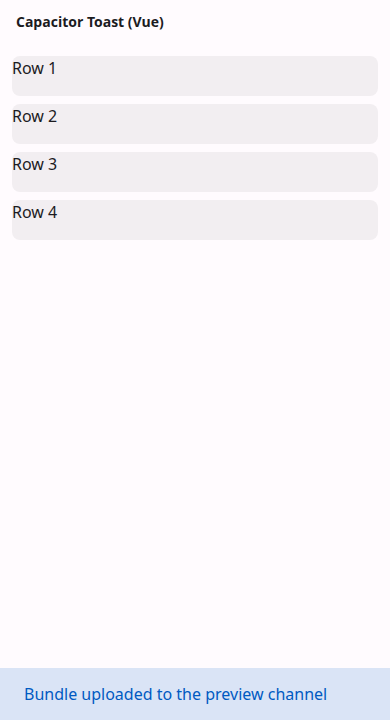 Capacitor Toast (Vue)
Row 1
Row 2
Row 3
Row 4
Bundle uploaded to the preview channel